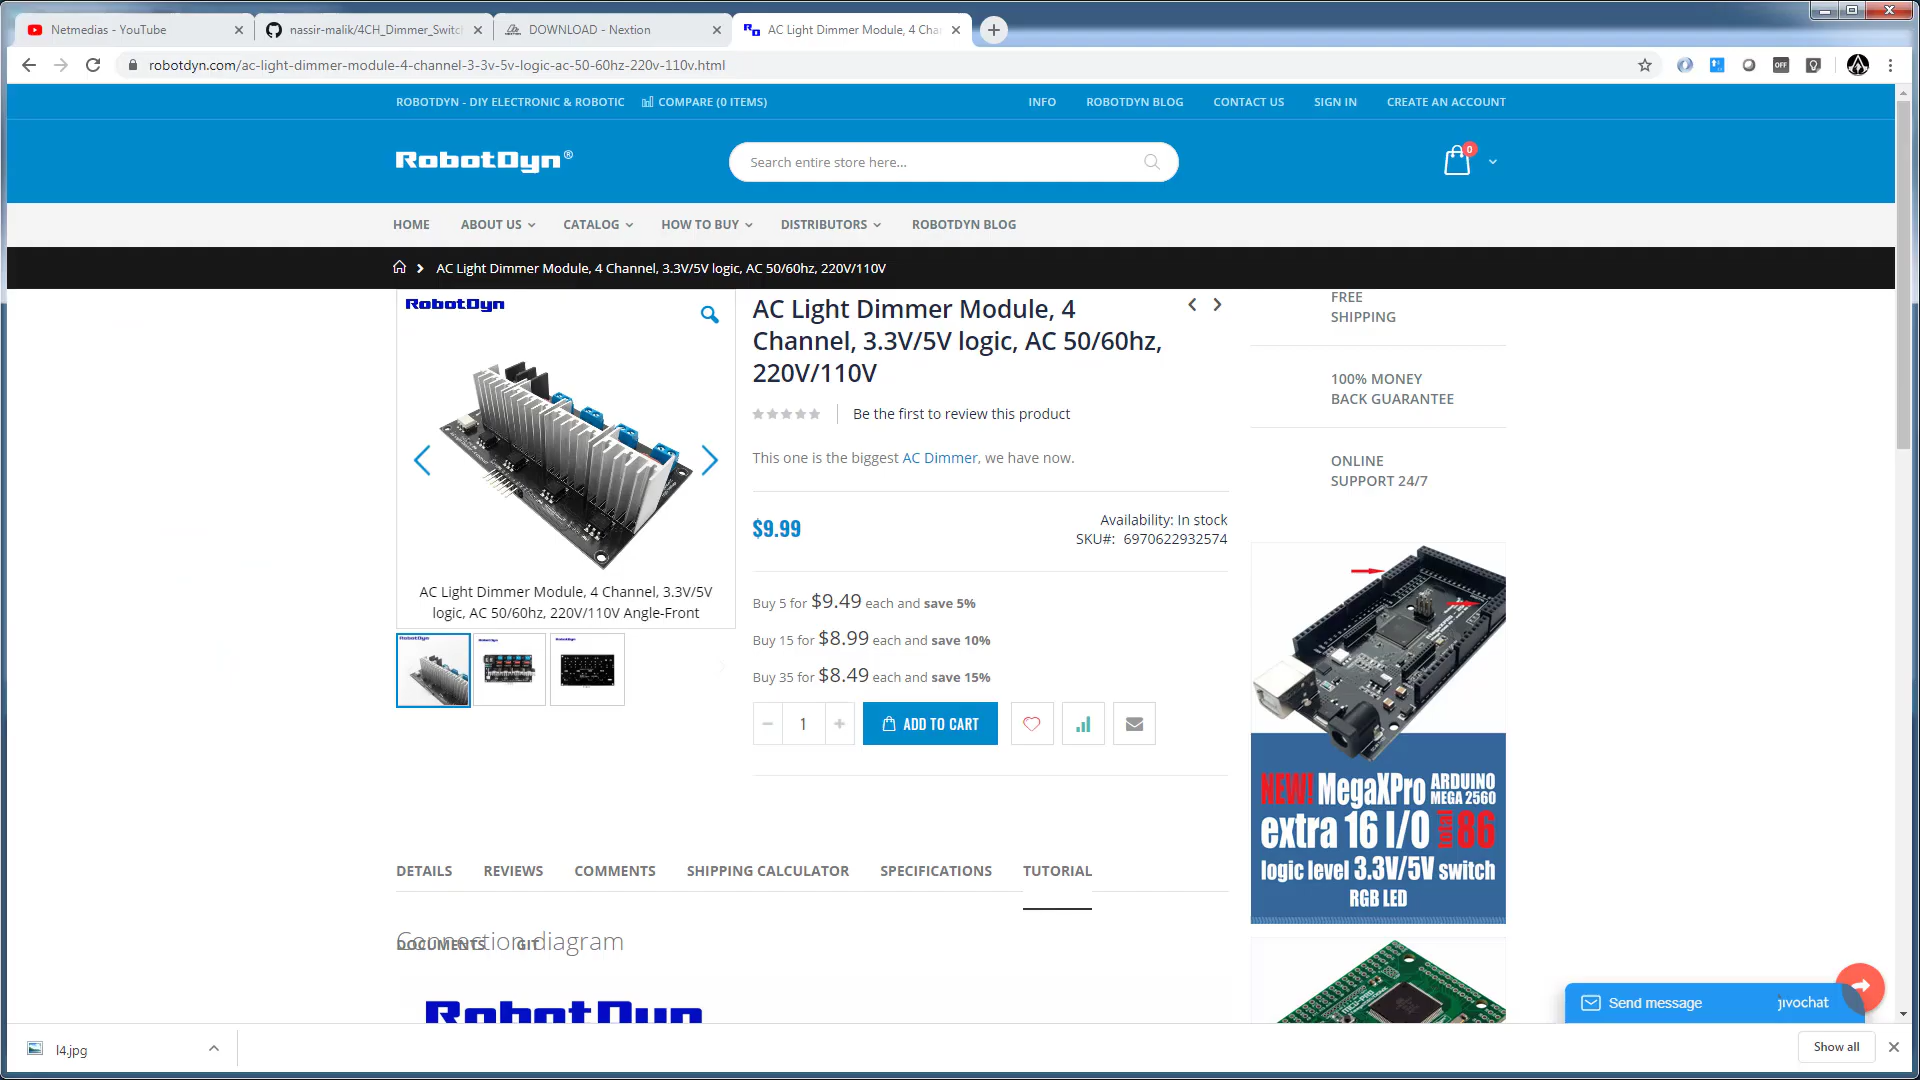 Netmedias - YouTube
nassir-malik/4CH_Dimmer_Switc
DOWNLOAD - Nextion
AC Light Dimmer Module, 4 Chan
robotdyn.com/ac-light-dimmer-module-4-channel-3-3v-5v-logic-ac-50-60hz-220v-110v.html
OFF
ROBOTDYN - DIY ELECTRONIC & ROBOTIC
COMPARE (0 ITEMS)
INFO
ROBOTDYN BLOG
CONTACT US
SIGN IN
CREATE AN ACCOUNT
RobotDyn®
Search entire store here...
0
HOME
ABOUT US
CATALOG
HOW TO BUY
DISTRIBUTORS
ROBOTDYN BLOG
AC Light Dimmer Module, 4 Channel, 3.3V/5V logic, AC 50/60hz, 220V/110V
RobotDyn
AC Light Dimmer Module, 4 Channel, 3.3V/5V
logic, AC 50/60hz, 220V/110V Angle-Front
AC Light Dimmer Module, 4
Channel, 3.3V/5V logic, AC 50/60hz,
220V/110V
Be the first to review this product
This one is the biggest AC Dimmer, we have now.
$9.99
Availability: In stock
SKU#: 6970622932574
Buy 5 for $9.49 each and save 5%
Buy 15 for $8.99 each and save 10%
Buy 35 for $8.49 each and save 15%
1
ADD TO CART
FREE
SHIPPING
100% MONEY
BACK GUARANTEE
ONLINE
SUPPORT 24/7
NEW! MegaXPro ARDUINO
MEGA 2560
extra 16 I/O total 86
logic level 3.3V/5V switch
RGB LED
DETAILS
REVIEWS
COMMENTS
SHIPPING CALCULATOR
SPECIFICATIONS
TUTORIAL
DOCUMENTS
GIT
Connection diagram
RobotDyn
Send message
jivochat
l4.jpg
Show all